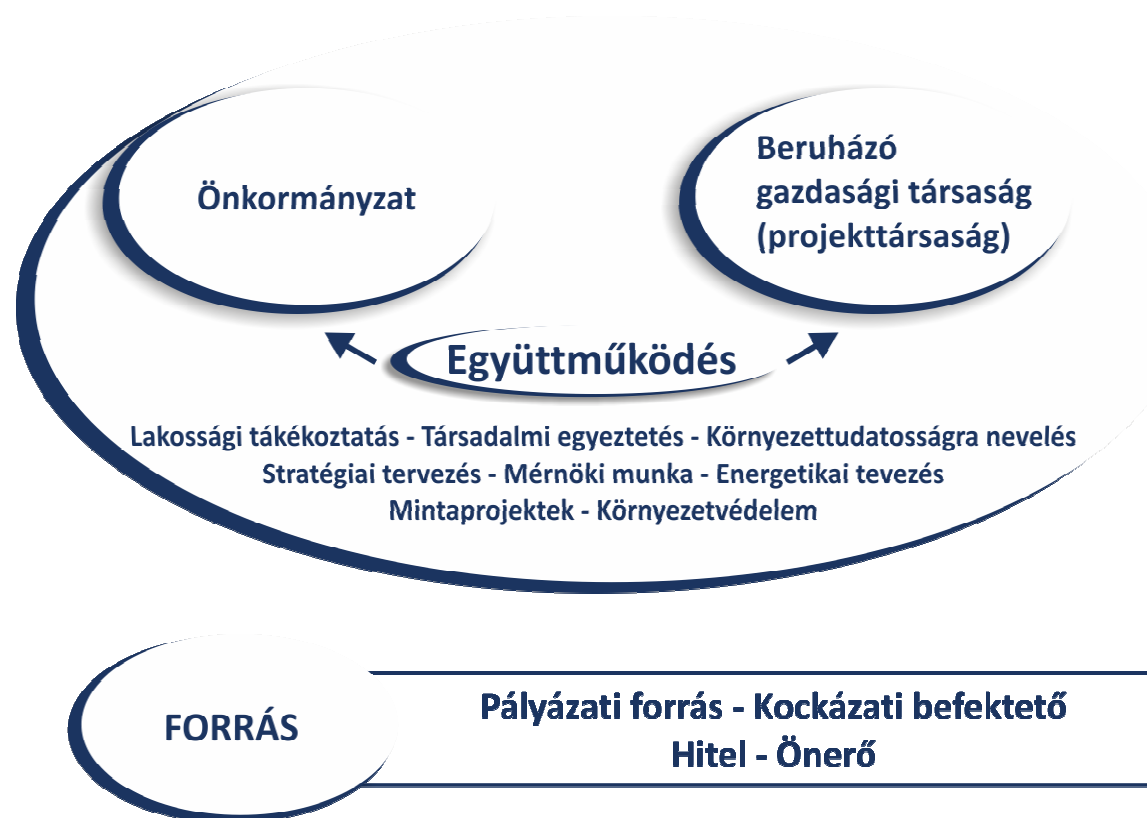 Önkormányzat
Beruházó
gazdasági társaság
(projekttársaság)
Együttműködés
Lakossági tákékoztatás - Társadalmi egyeztetés - Környezettudatosságra nevelés
Stratégiai tervezés - Mérnöki munka - Energetikai tevezés
Mintaprojektek - Környezetvédelem
FORRÁS
Pályázati forrás - Kockázati befektető
Hitel - Önerő